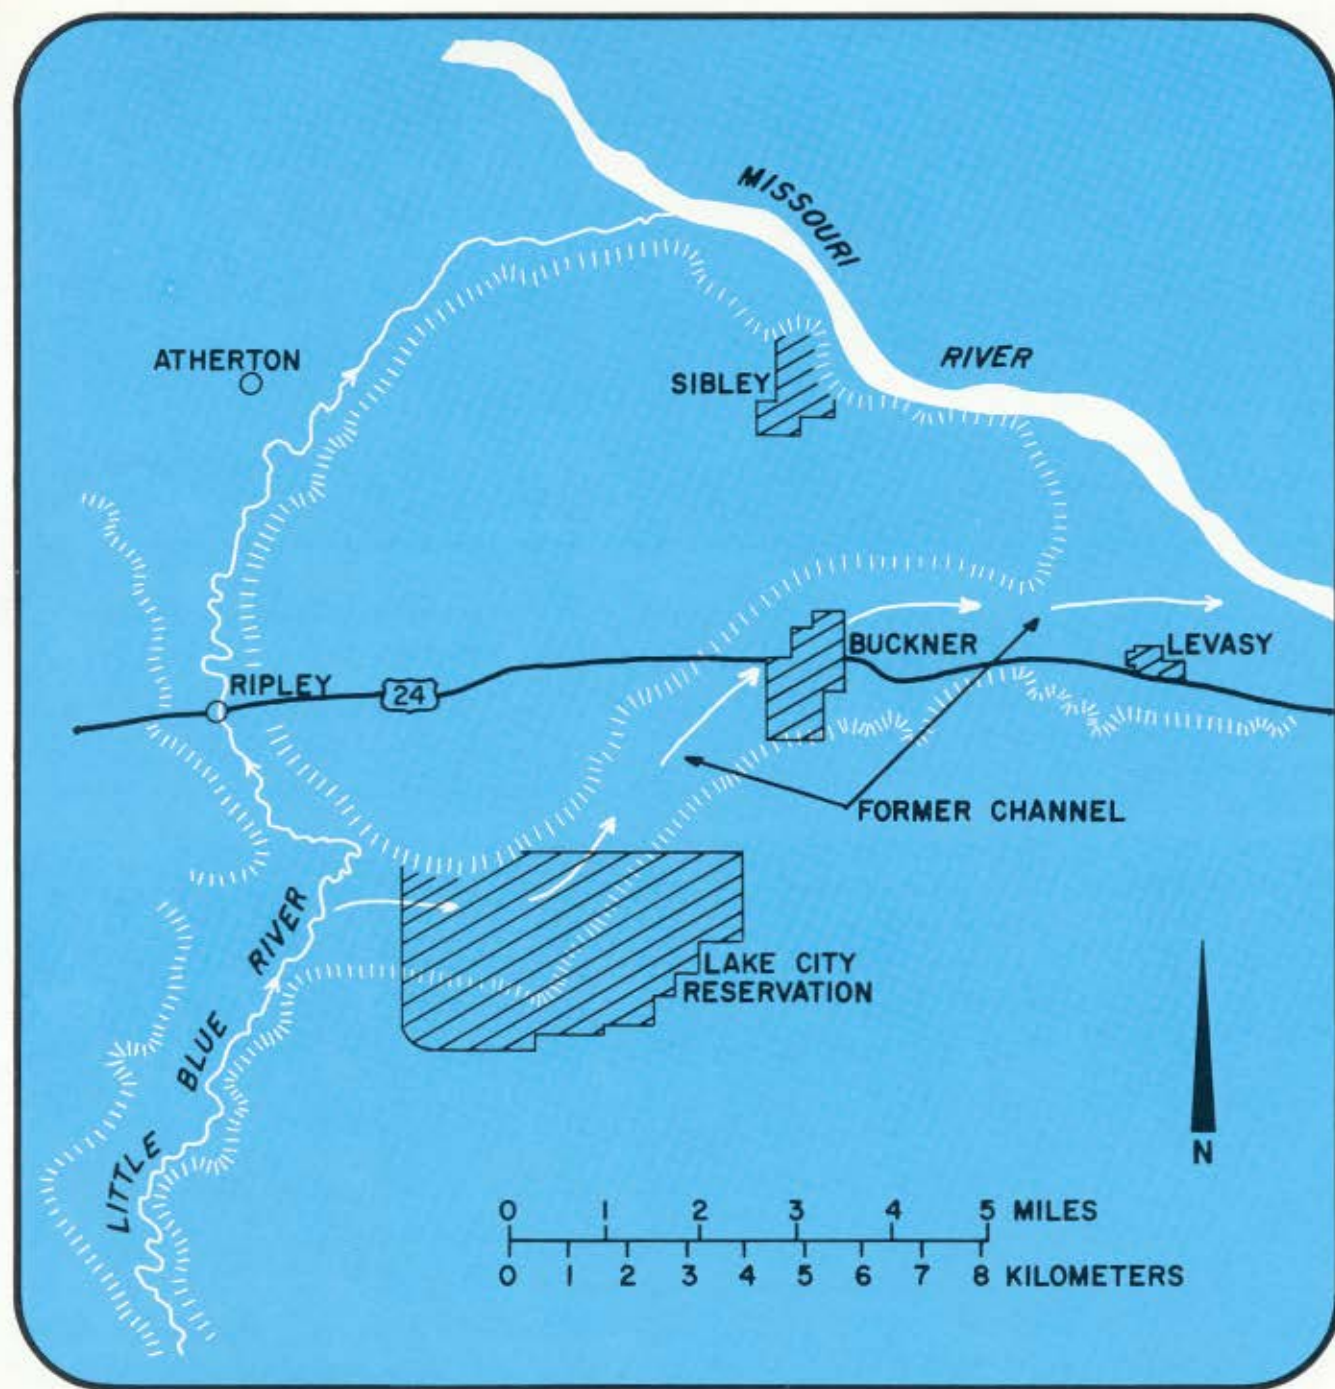 MISSOURI
RIVER
ATHERTON
SIBLEY
BUCKNER
LEVASY
RIPLEY
24
FORMER CHANNEL
LITTLE BLUE RIVER
LAKE CITY
RESERVATION
N
0 1 2 3 4 5 MILES
0 1 2 3 4 5 6 7 8 KILOMETERS